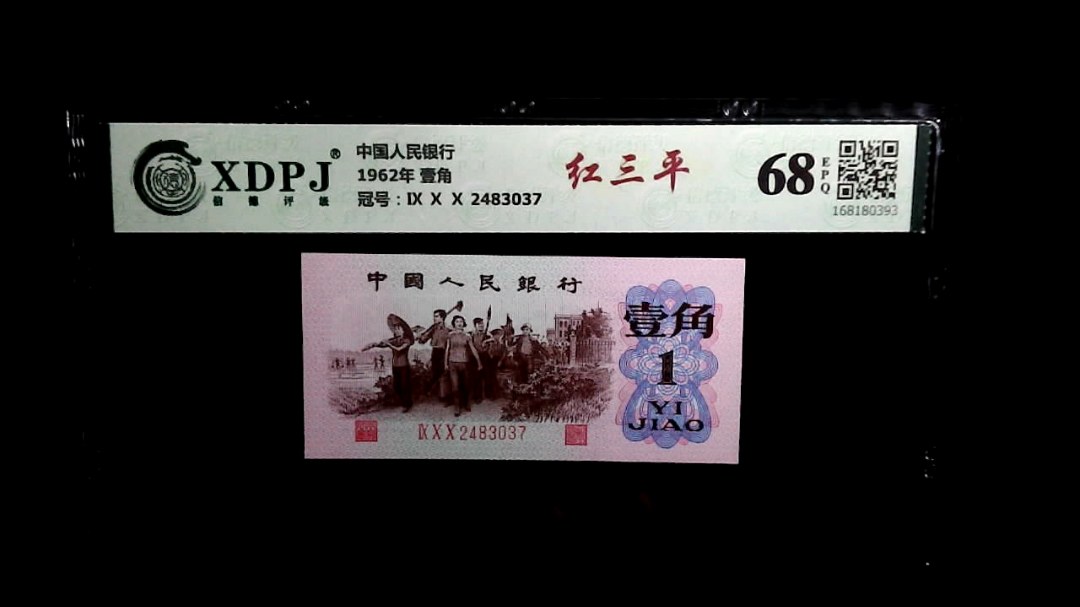 XDPJ®
信德评级
中国人民银行
1962年 壹角
冠号：Ⅸ Ⅹ Ⅹ 2483037
红三平
68
EPQ
168180393
中國人民銀行
壹角
1
YI
JIAO
ⅨⅩⅩ2483037